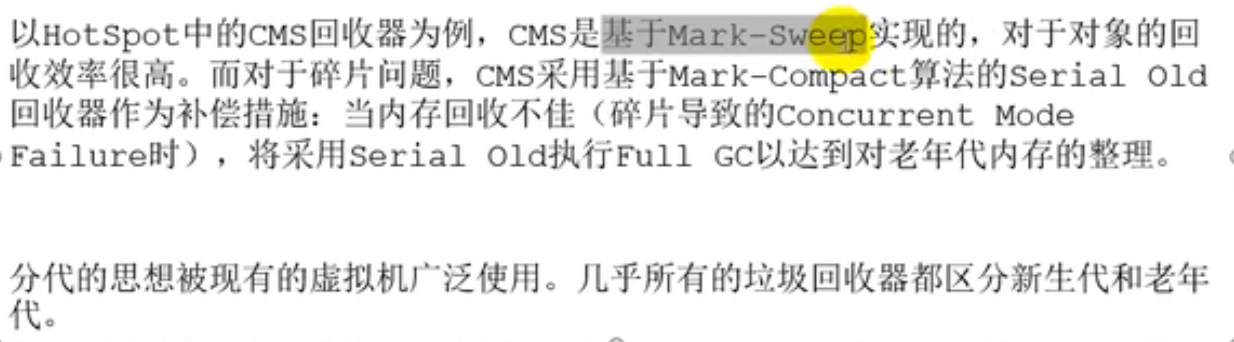 以HotSpot中的CMS回收器为例，CMS是基于Mark-Sweep实现的，对于对象的回
收效率很高。而对于碎片问题，CMS采用基于Mark-Compact算法的Serial Old
回收器作为补偿措施：当内存回收不佳（碎片导致的Concurrent Mode
Failure时），将采用Serial Old执行Full GC以达到对老年代内存的整理。
分代的思想被现有的虚拟机广泛使用。几乎所有的垃圾回收器都区分新生代和老年
代。